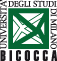 UNIVERSITÀ
DEGLI STUDI
DI MILANO
BICOCCA